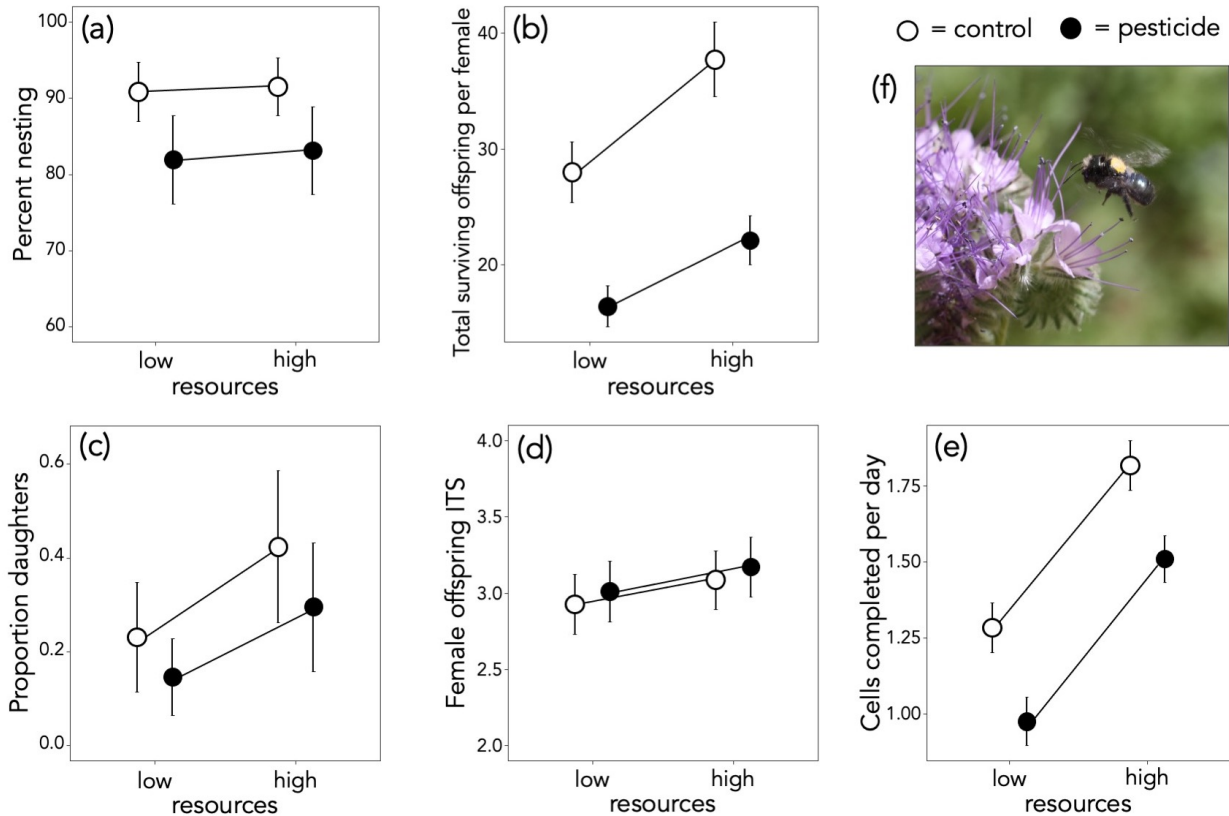 ○ = control ● = pesticide
(a)
Percent nesting
100
90
80
70
60
low high
resources
(b)
Total surviving offspring per female
40
30
20
low high
resources
(f)
(c)
Proportion daughters
0.6
0.4
0.2
0.0
low high
resources
(d)
Female offspring ITS
4.0
3.5
3.0
2.5
2.0
low high
resources
(e)
Cells completed per day
1.75
1.50
1.25
1.00
low high
resources